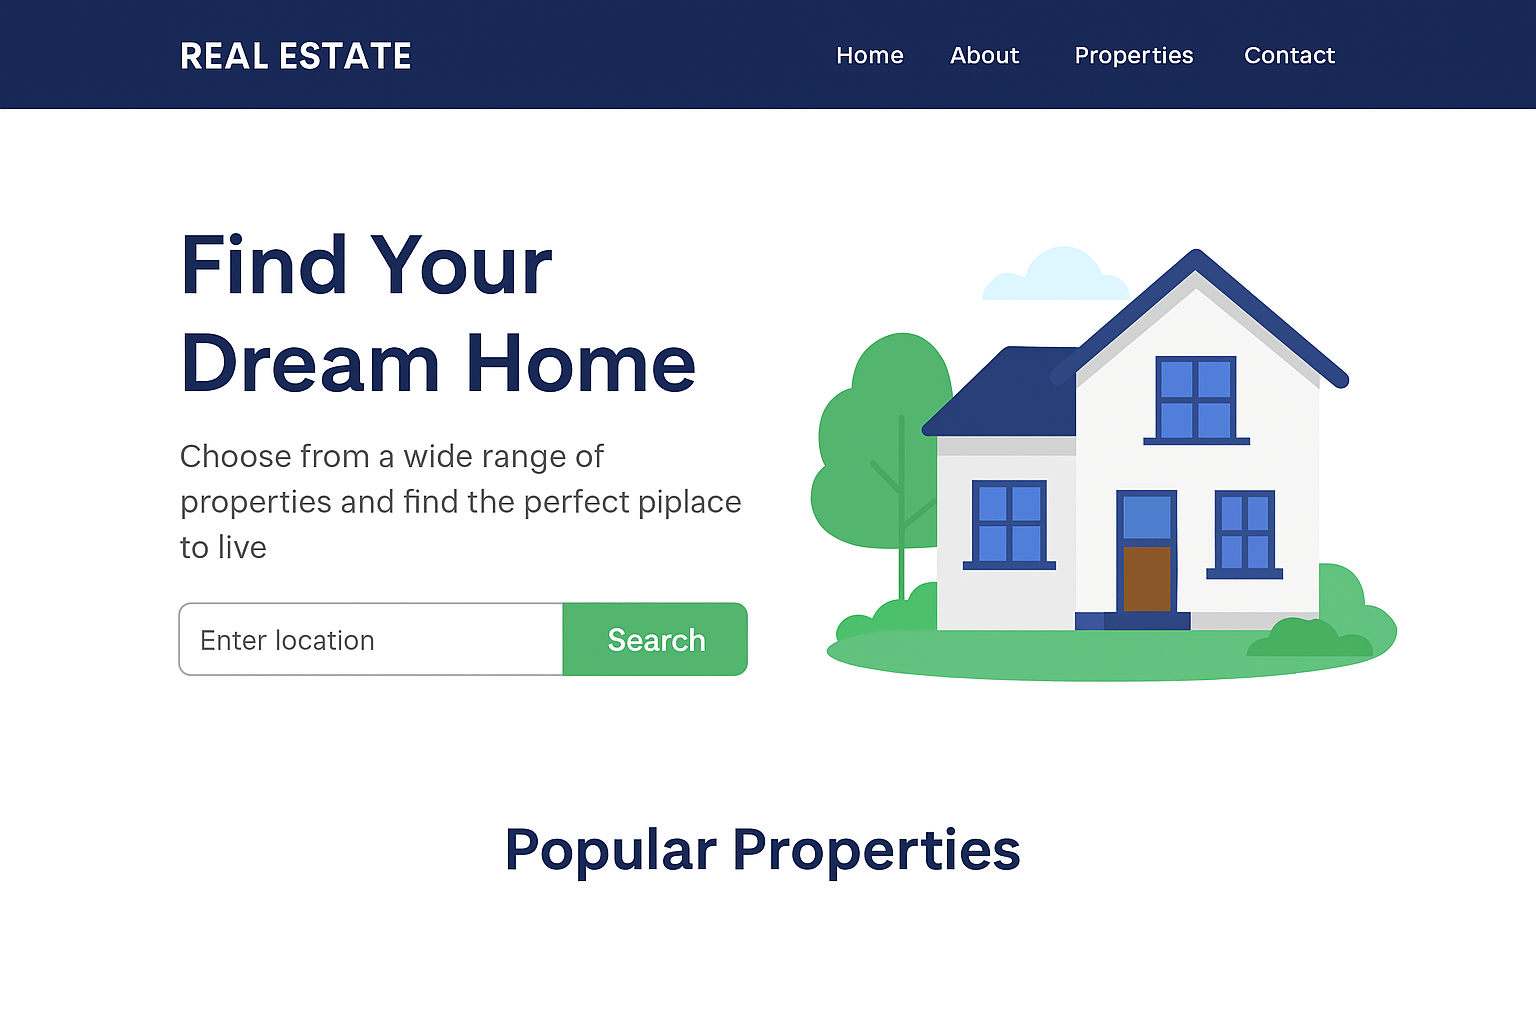 REAL ESTATE
Home About Properties Contact
Find Your
Dream Home
Choose from a wide range of
properties and find the perfect piplace
to live
Enter location
Search
Popular Properties